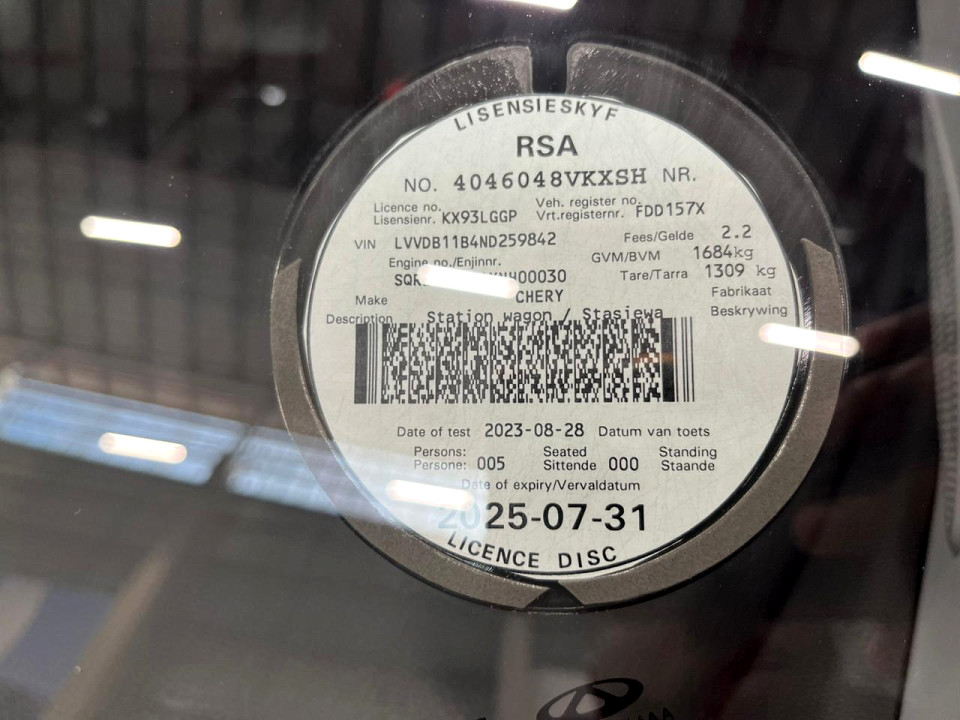 LISENSIESKYF
RSA
NO. 4046048VKXSH NR.
Licence no. Veh. register no.
Lisensienr. KX93LGGP Vrt.registernr. FDD157X
VIN LVVDB11B4ND259842 Fees/Gelde 2.2
Engine no./Enjinnr. GVM/BVM 1684kg
00030 Tare/Tarra 1309 kg
Make CHERY Fabrikaat
Description Station wagon / Stasiewa Beskrywing
Date of test 2023-08-28 Datum van toets
Persons: Seated Standing
Persone: 005 Sittende 000 Staande
Date of expiry/Vervaldatum
2025-07-31
LICENCE DISC